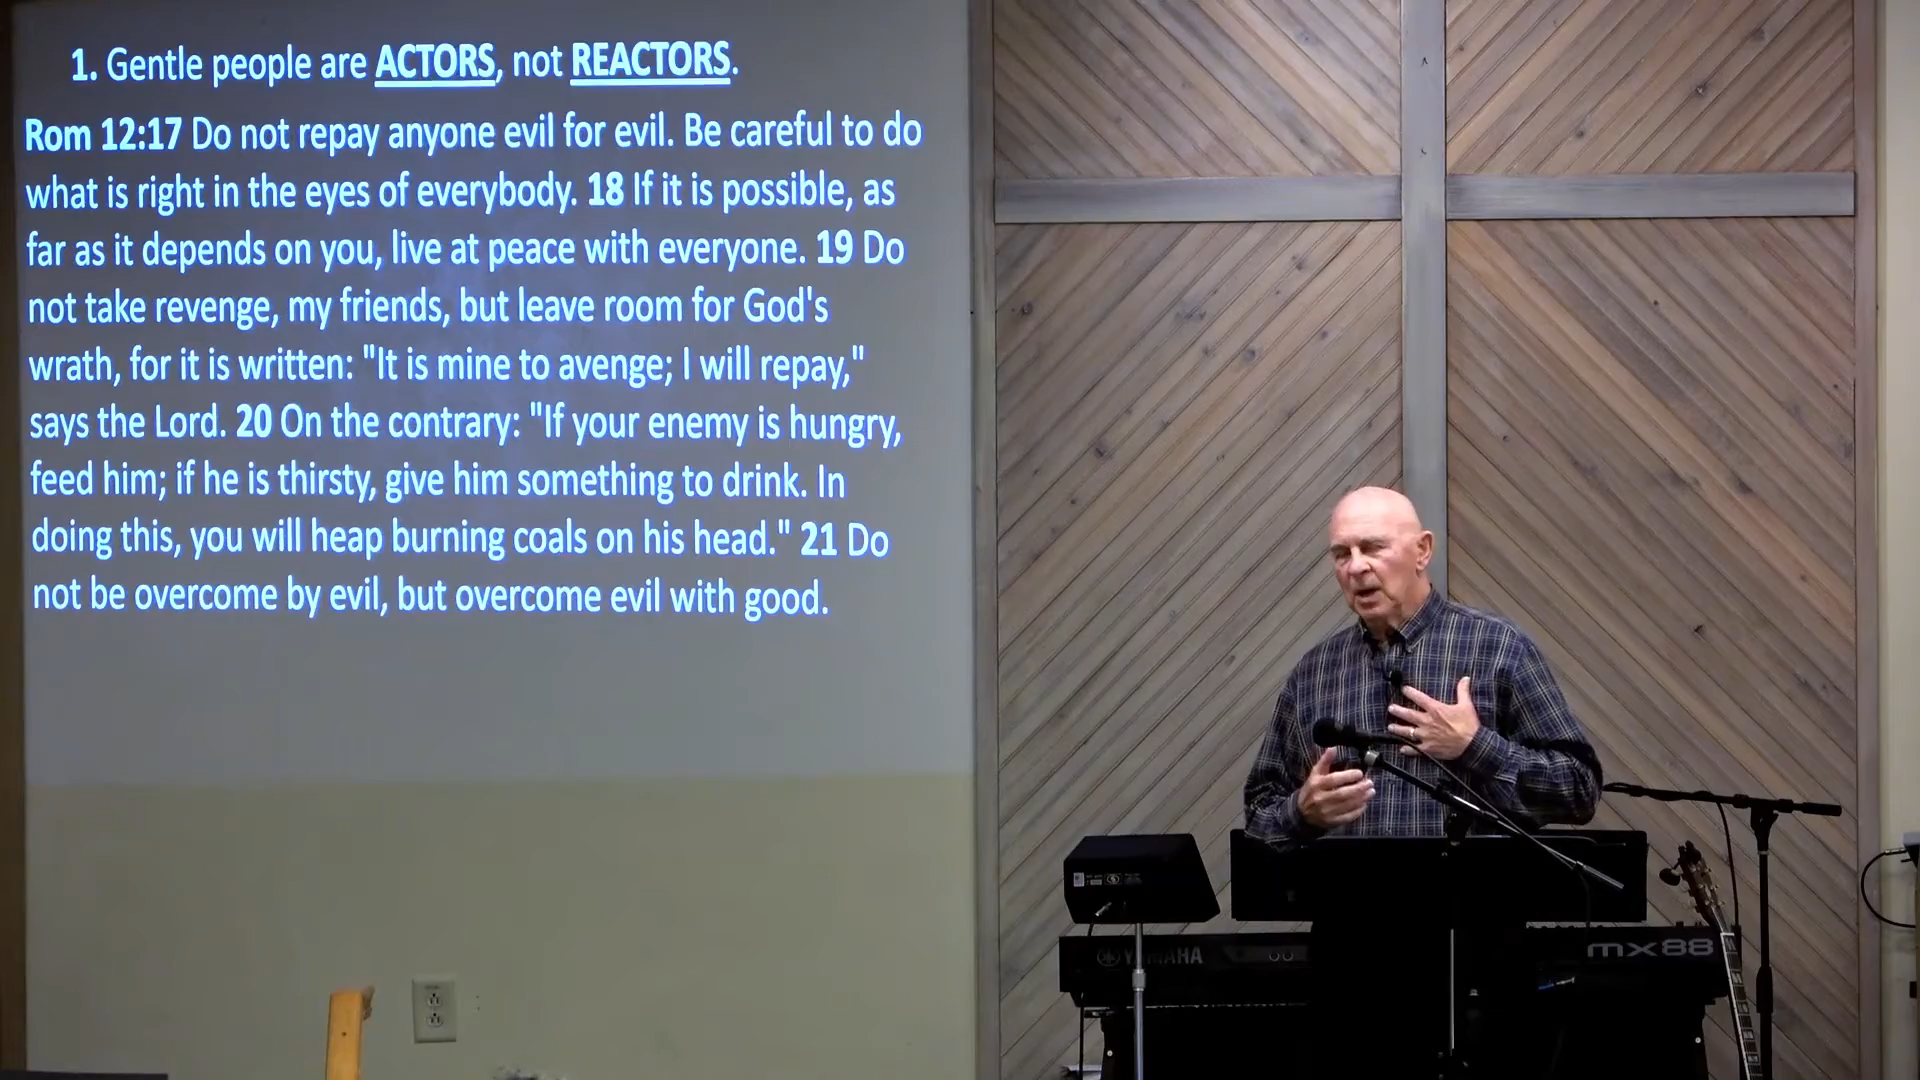 1. Gentle people are ACTORS, not REACTORS.
Rom 12:17 Do not repay anyone evil for evil. Be careful to do
what is right in the eyes of everybody. 18 If it is possible, as
far as it depends on you, live at peace with everyone. 19 Do
not take revenge, my friends, but leave room for God's
wrath, for it is written: "It is mine to avenge; I will repay,"
says the Lord. 20 On the contrary: "If your enemy is hungry,
feed him; if he is thirsty, give him something to drink. In
doing this, you will heap burning coals on his head." 21 Do
not be overcome by evil, but overcome evil with good.
YAMAHA
MX88